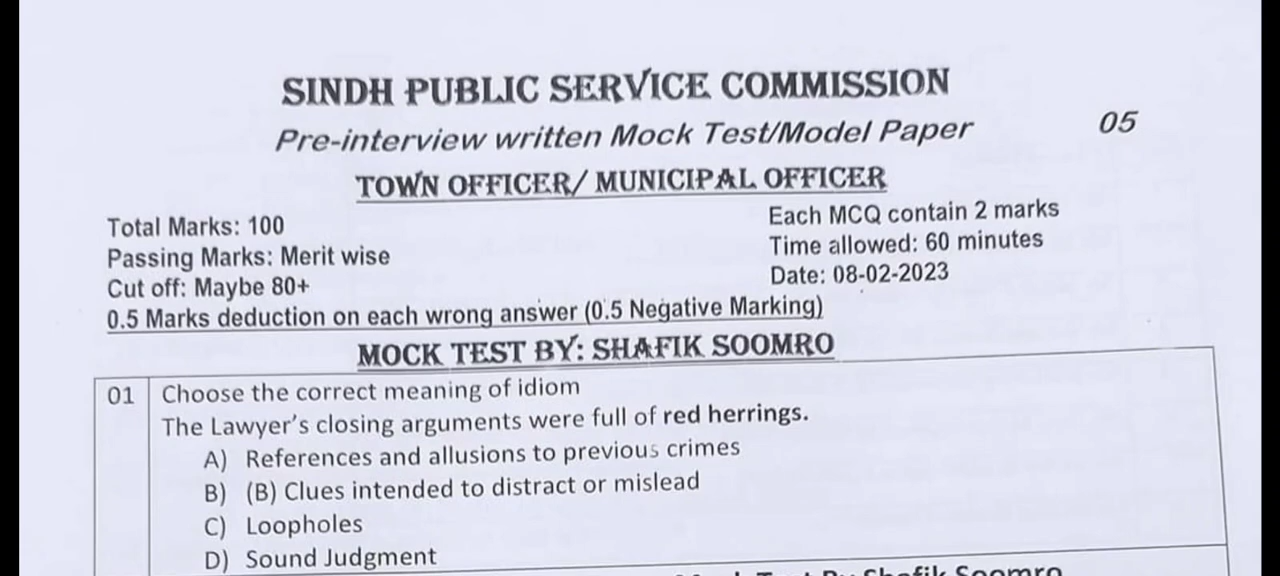 SINDH PUBLIC SERVICE COMMISSION
Pre-interview written Mock Test/Model Paper
05
TOWN OFFICER/ MUNICIPAL OFFICER
Total Marks: 100
Each MCQ contain 2 marks
Passing Marks: Merit wise
Time allowed: 60 minutes
Cut off: Maybe 80+
Date: 08-02-2023
0.5 Marks deduction on each wrong answer (0.5 Negative Marking)
MOCK TEST BY: SHAFIK SOOMRO
01 Choose the correct meaning of idiom
The Lawyer's closing arguments were full of red herrings.
A) References and allusions to previous crimes
B) (B) Clues intended to distract or mislead
C) Loopholes
D) Sound Judgment
Test By Shafik Soomro